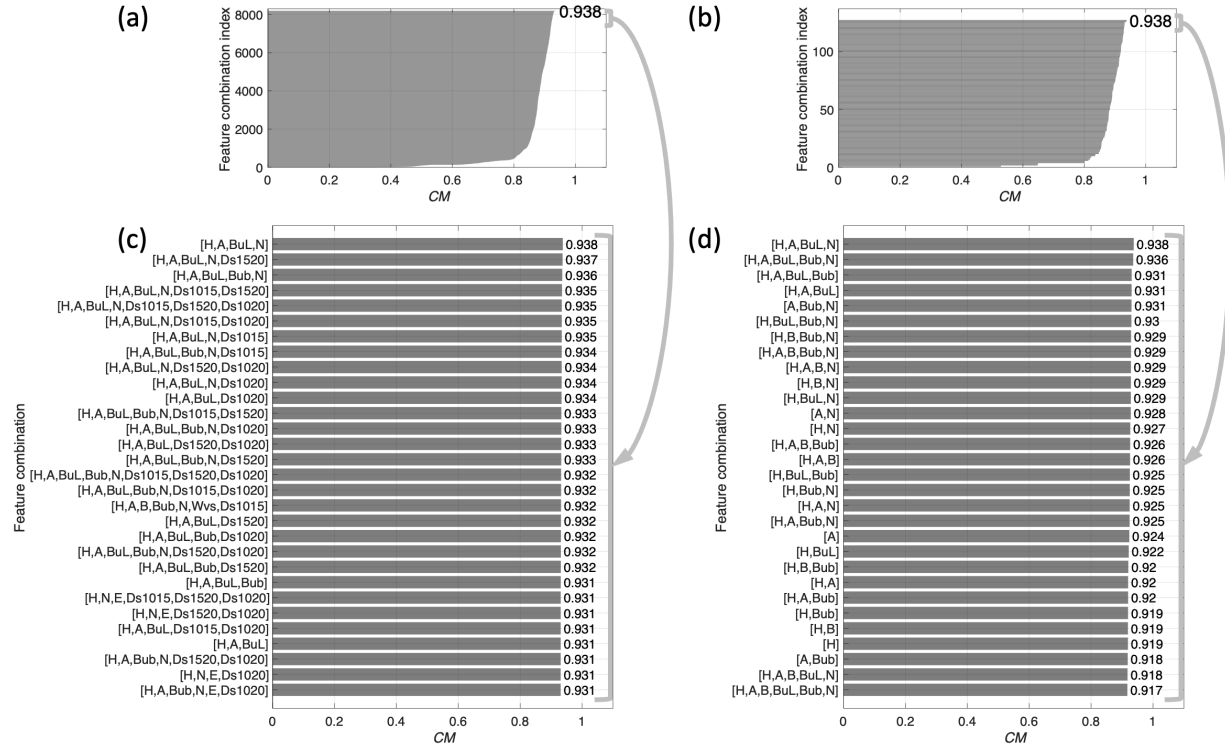 (a)
8000
6000
4000
2000
0
Feature combination index
0.938
0 0.2 0.4 0.6 0.8 1
CM
(b)
100
50
0
Feature combination index
0.938
0 0.2 0.4 0.6 0.8 1
CM
(c)
Feature combination
[H,A,BuL,N] 0.938
[H,A,BuL,N,Ds1520] 0.937
[H,A,BuL,Bub,N] 0.936
[H,A,BuL,N,Ds1015,Ds1520] 0.935
[H,A,BuL,N,Ds1015,Ds1520,Ds1020] 0.935
[H,A,BuL,N,Ds1015,Ds1020] 0.935
[H,A,BuL,N,Ds1015] 0.935
[H,A,BuL,Bub,N,Ds1015] 0.934
[H,A,BuL,N,Ds1520,Ds1020] 0.934
[H,A,BuL,N,Ds1020] 0.934
[H,A,BuL,Ds1020] 0.934
[H,A,BuL,Bub,N,Ds1015,Ds1520] 0.933
[H,A,BuL,Bub,N,Ds1020] 0.933
[H,A,BuL,Ds1520,Ds1020] 0.933
[H,A,BuL,Bub,N,Ds1520] 0.933
[H,A,BuL,Bub,N,Ds1015,Ds1520,Ds1020] 0.932
[H,A,BuL,Bub,N,Ds1015,Ds1020] 0.932
[H,A,B,Bub,N,Wvs,Ds1015] 0.932
[H,A,BuL,Ds1520] 0.932
[H,A,BuL,Bub,Ds1020] 0.932
[H,A,BuL,Bub,N,Ds1520,Ds1020] 0.932
[H,A,BuL,Bub,Ds1520] 0.932
[H,A,BuL,Bub] 0.931
[H,N,E,Ds1015,Ds1520,Ds1020] 0.931
[H,N,E,Ds1520,Ds1020] 0.931
[H,A,BuL,Ds1015,Ds1020] 0.931
[H,A,BuL] 0.931
[H,A,Bub,N,Ds1520,Ds1020] 0.931
[H,N,E,Ds1020] 0.931
[H,A,Bub,N,E,Ds1020] 0.931
0 0.2 0.4 0.6 0.8 1
CM
(d)
Feature combination
[H,A,BuL,N] 0.938
[H,A,BuL,Bub,N] 0.936
[H,A,BuL,Bub] 0.931
[H,A,BuL] 0.931
[A,Bub,N] 0.931
[H,BuL,Bub,N] 0.93
[H,B,Bub,N] 0.929
[H,A,B,Bub,N] 0.929
[H,A,B,N] 0.929
[H,B,N] 0.929
[H,BuL,N] 0.929
[A,N] 0.928
[H,N] 0.927
[H,A,B,Bub] 0.926
[H,A,B] 0.926
[H,BuL,Bub] 0.925
[H,Bub,N] 0.925
[H,A,N] 0.925
[H,A,Bub,N] 0.925
[A] 0.924
[H,BuL] 0.922
[H,B,Bub] 0.92
[H,A] 0.92
[H,A,Bub] 0.92
[H,Bub] 0.919
[H,B] 0.919
[H] 0.919
[A,Bub] 0.918
[H,A,B,BuL,N] 0.918
[H,A,B,BuL,Bub,N] 0.917
0 0.2 0.4 0.6 0.8 1
CM